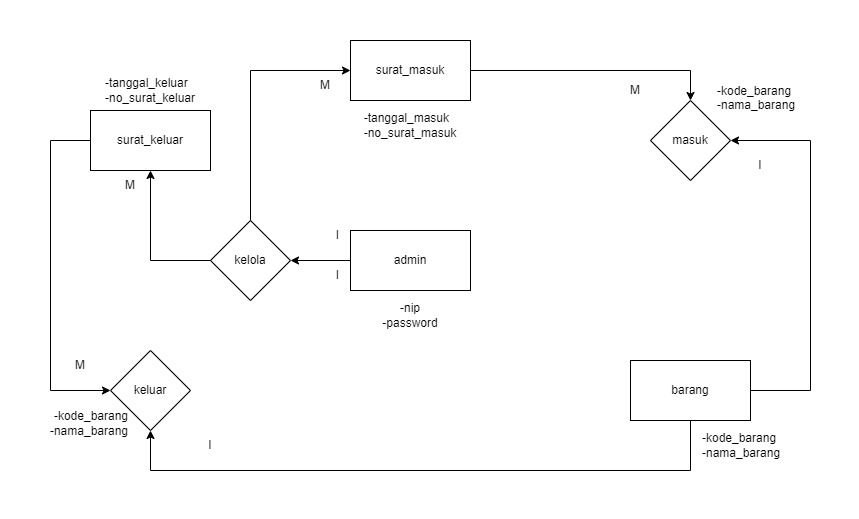 surat_masuk
M
M
-tanggal_keluar
-no_surat_keluar
-kode_barang
-nama_barang
surat_keluar
-tanggal_masuk
-no_surat_masuk
masuk
I
M
I
kelola
admin
I
-nip
-password
M
keluar
barang
-kode_barang
-nama_barang
I
-kode_barang
-nama_barang